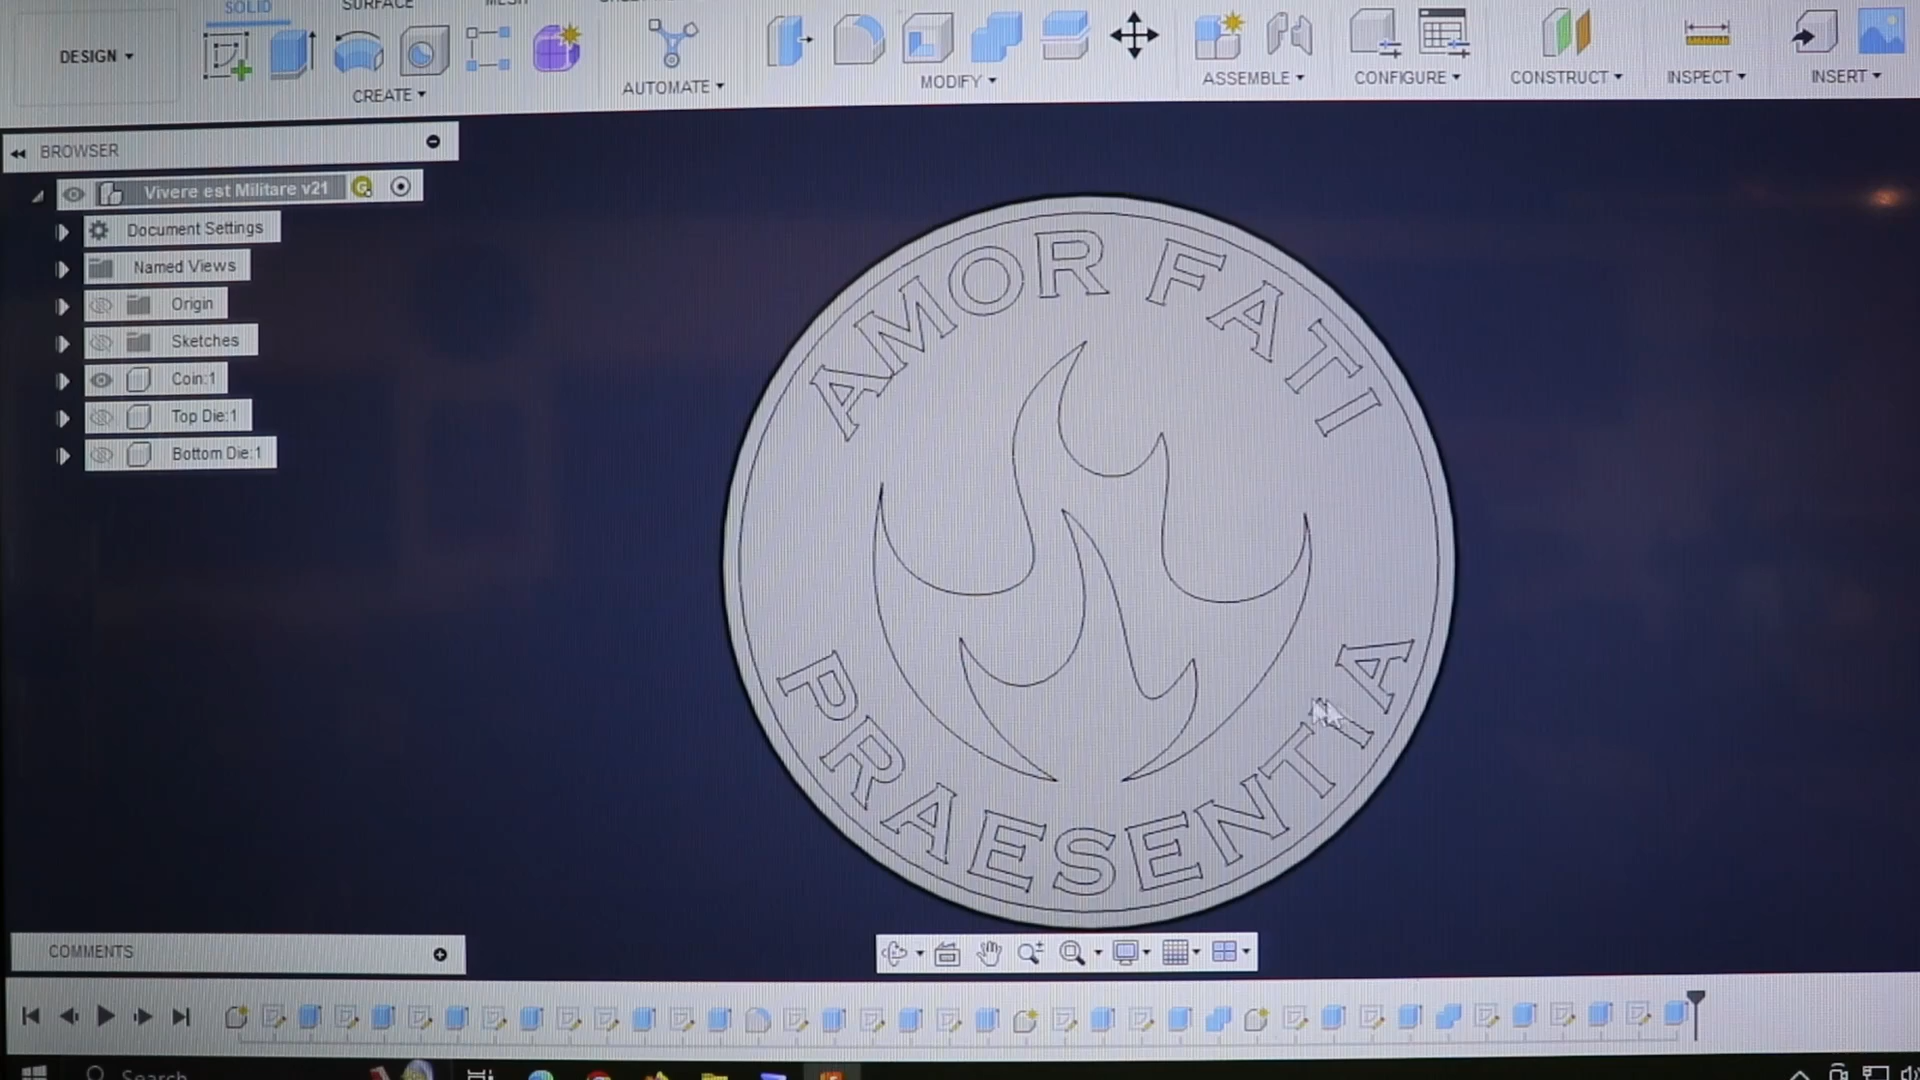 SOLID
SURFACE
DESIGN
CREATE
AUTOMATE
MODIFY
ASSEMBLE
CONFIGURE
CONSTRUCT
INSPECT
INSERT
BROWSER
Vivere est Militare v21
Document Settings
Named Views
Origin
Sketches
Coin:1
Top Die:1
Bottom Die:1
AMOR FATI
PRAESENTIA
COMMENTS
Search